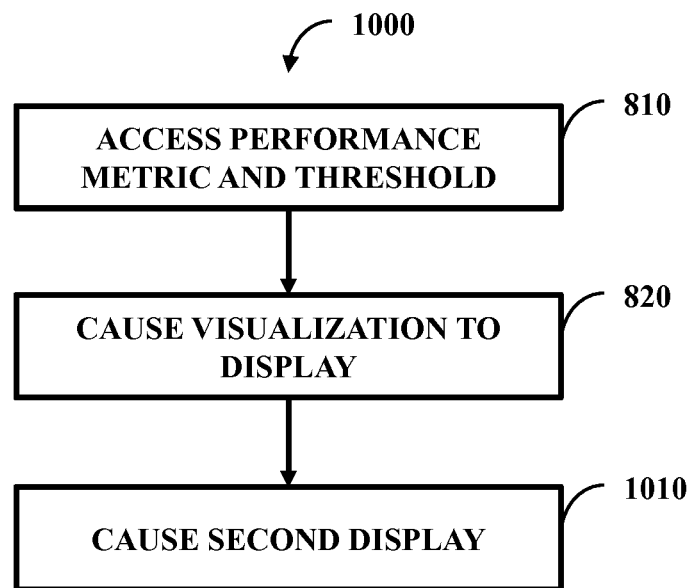 1000
810
ACCESS PERFORMANCE
METRIC AND THRESHOLD
820
CAUSE VISUALIZATION TO
DISPLAY
1010
CAUSE SECOND DISPLAY